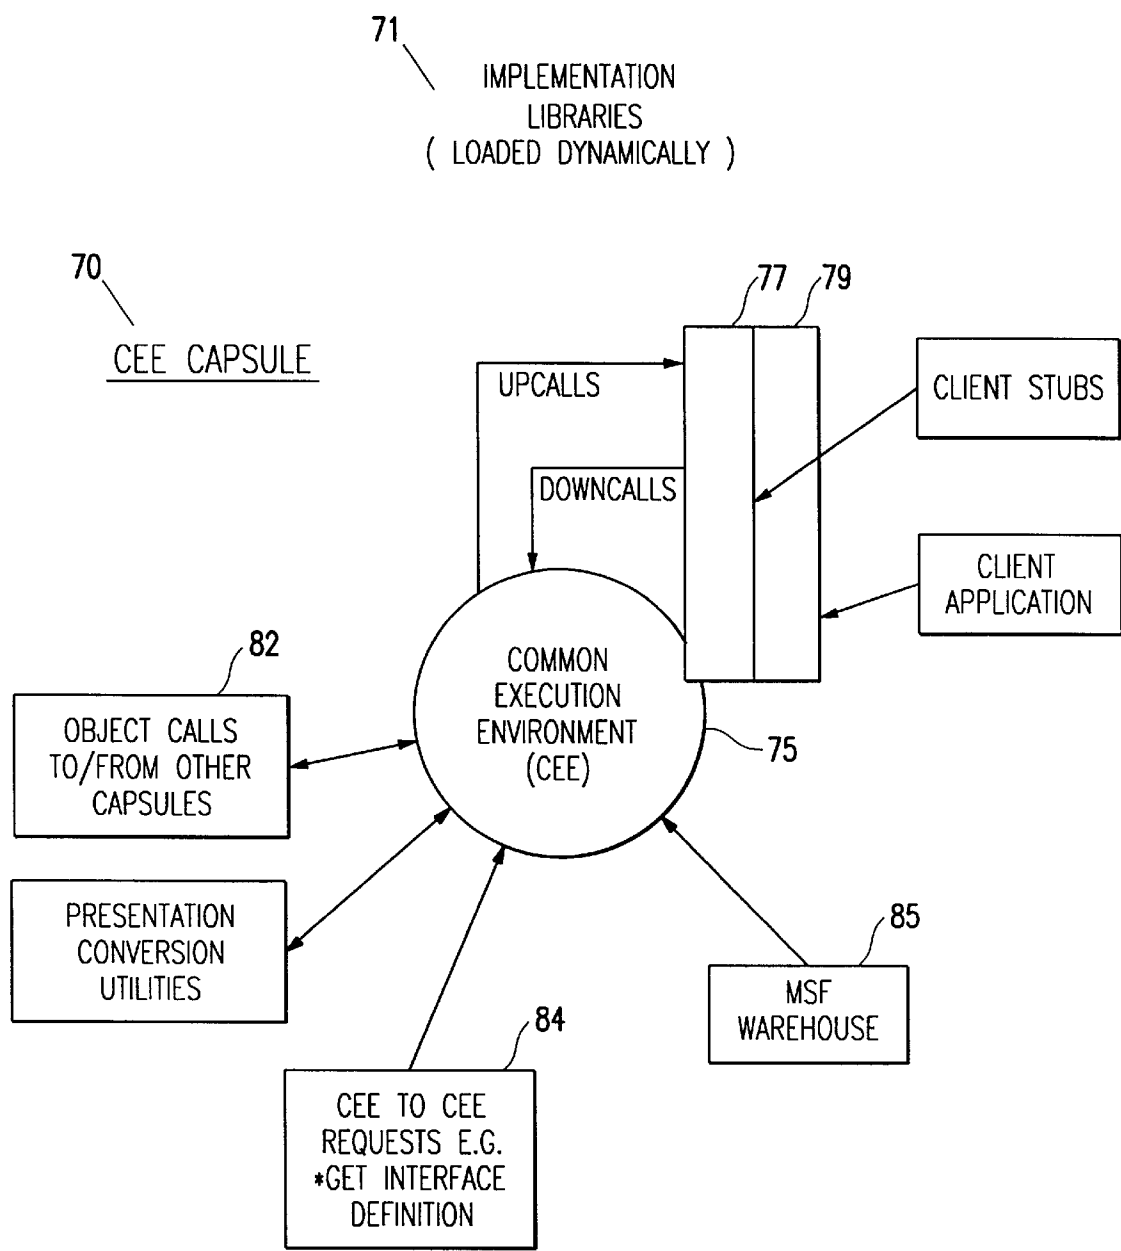 71
IMPLEMENTATION
LIBRARIES
( LOADED DYNAMICALLY )
70
CEE CAPSULE
77
79
UPCALLS
CLIENT STUBS
DOWNCALLS
CLIENT
APPLICATION
COMMON
EXECUTION
ENVIRONMENT
(CEE)
75
82
OBJECT CALLS
TO/FROM OTHER
CAPSULES
PRESENTATION
CONVERSION
UTILITIES
85
MSF
WAREHOUSE
84
CEE TO CEE
REQUESTS E.G.
*GET INTERFACE
DEFINITION